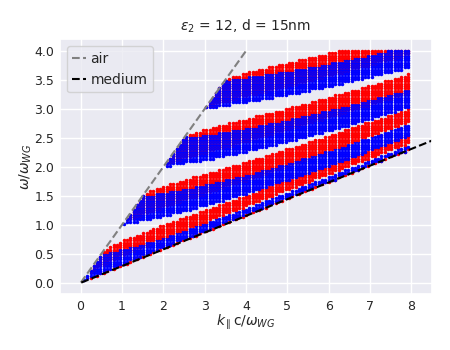 ε₂ = 12, d = 15nm
air
medium
4.0
3.5
3.0
2.5
2.0
1.5
1.0
0.5
0.0
ω/ω_WG
0 1 2 3 4 5 6 7 8
k_∥ c/ω_WG